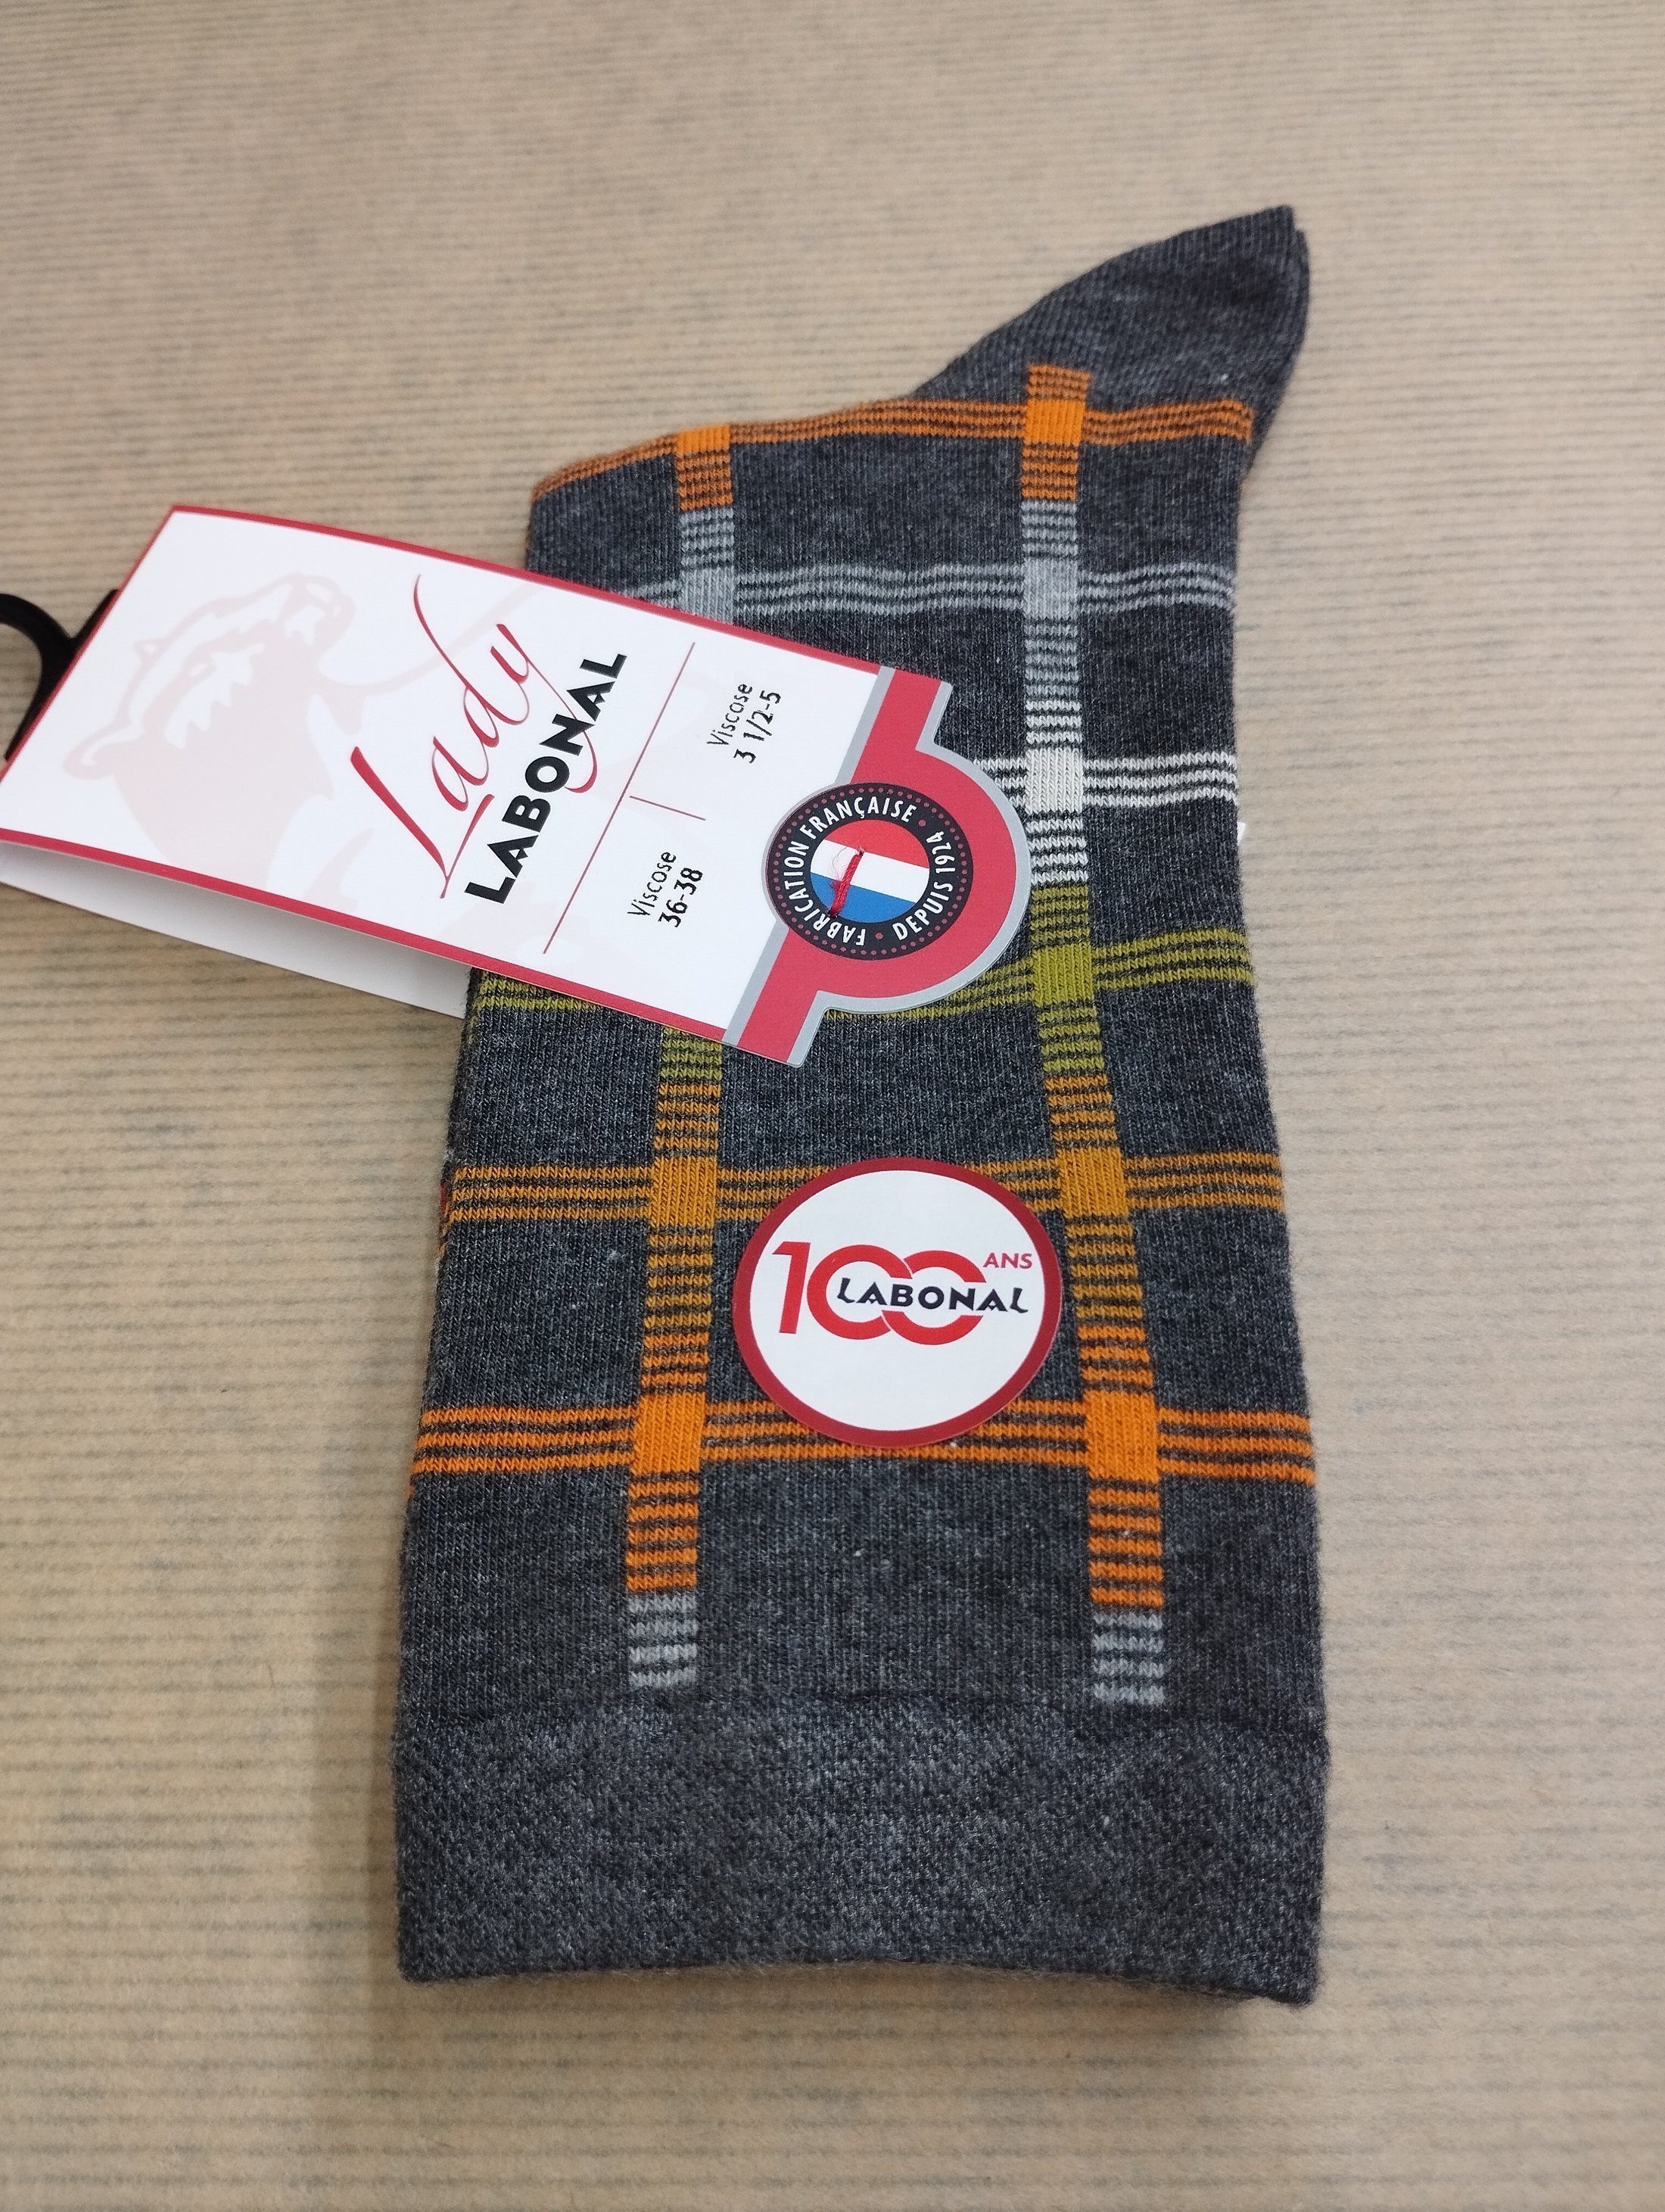 Lady
LABONAL
Viscose
36-38
Viscose
3 1/2-5
FABRICATION FRANÇAISE • DEPUIS 1924 •
100 ANS
LABONAL